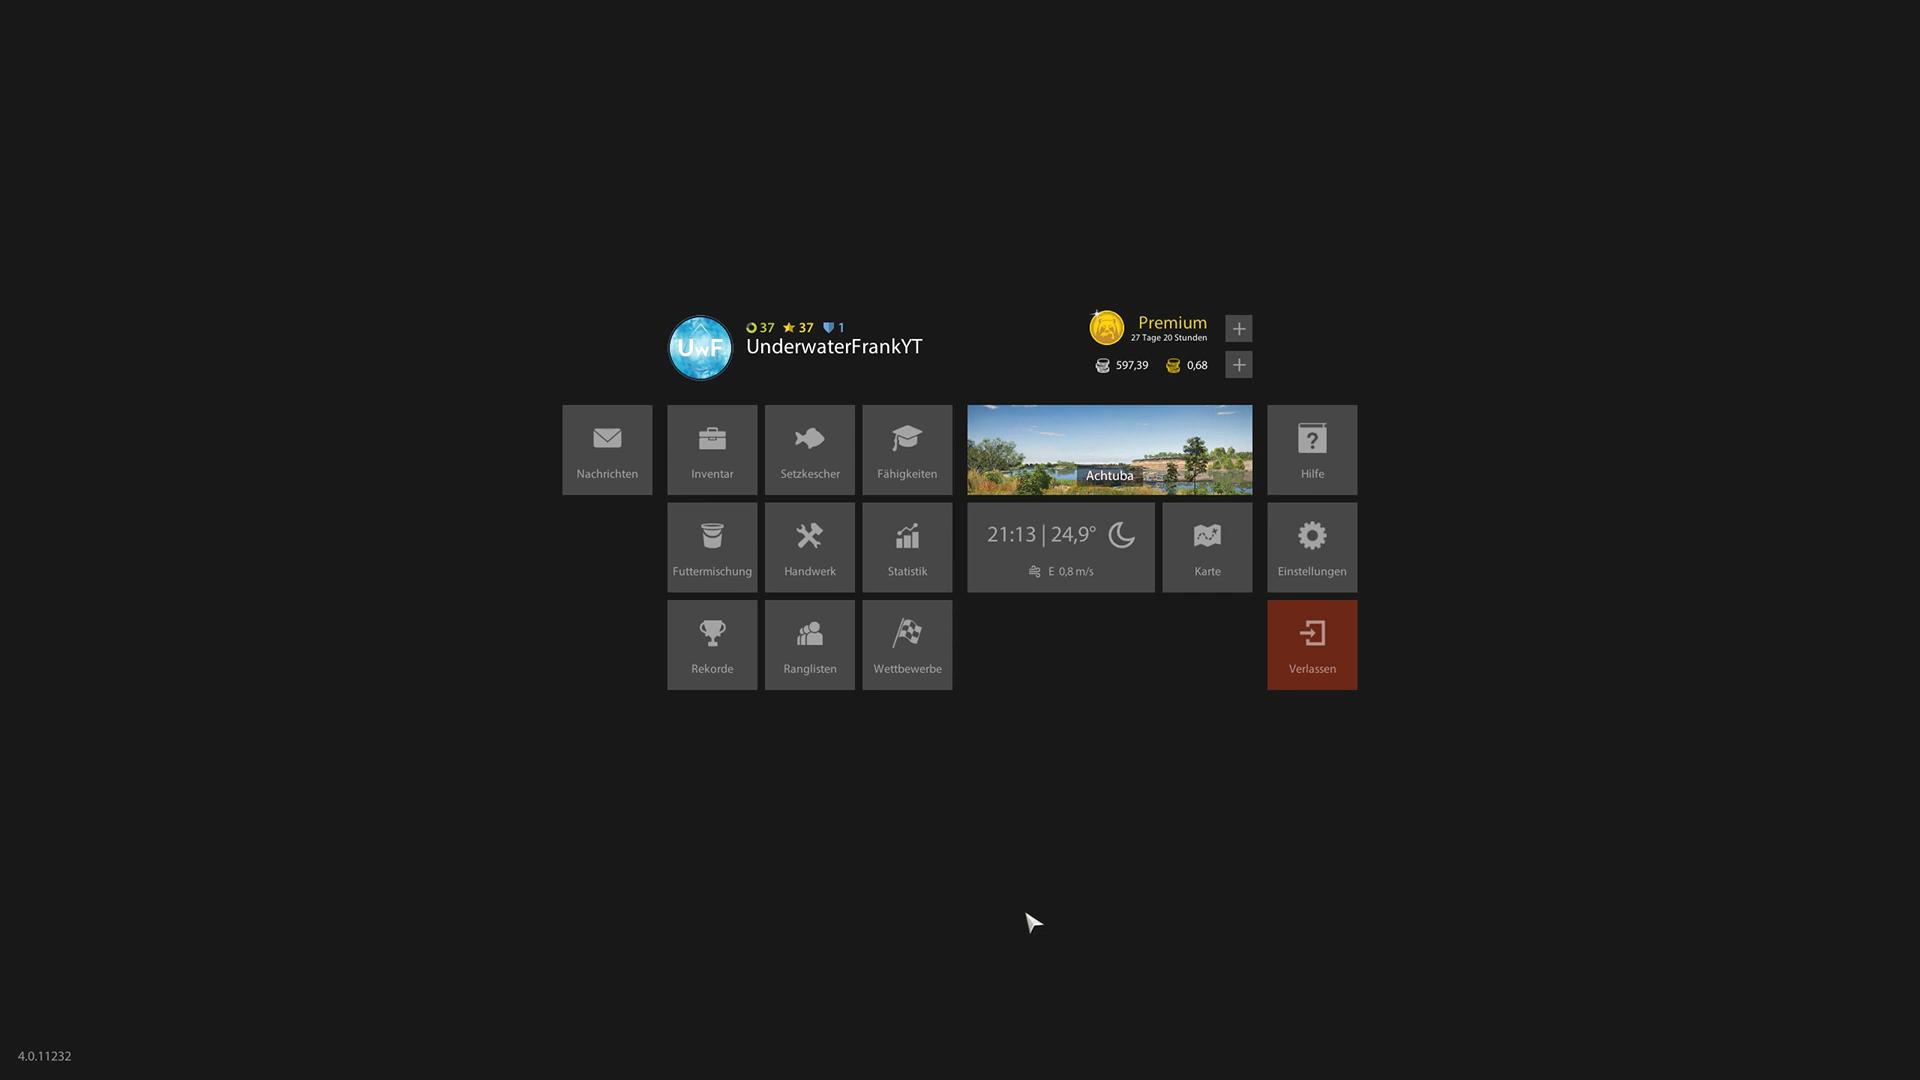 UwF
37 37 1
UnderwaterFrankYT
Premium
27 Tage 20 Stunden
597,39 0,68
Nachrichten
Inventar
Setzkescher
Fähigkeiten
Achtuba
Hilfe
Futtermischung
Handwerk
Statistik
21:13 | 24,9°
E 0,8 m/s
Karte
Einstellungen
Rekorde
Ranglisten
Wettbewerbe
Verlassen
4.0.11232